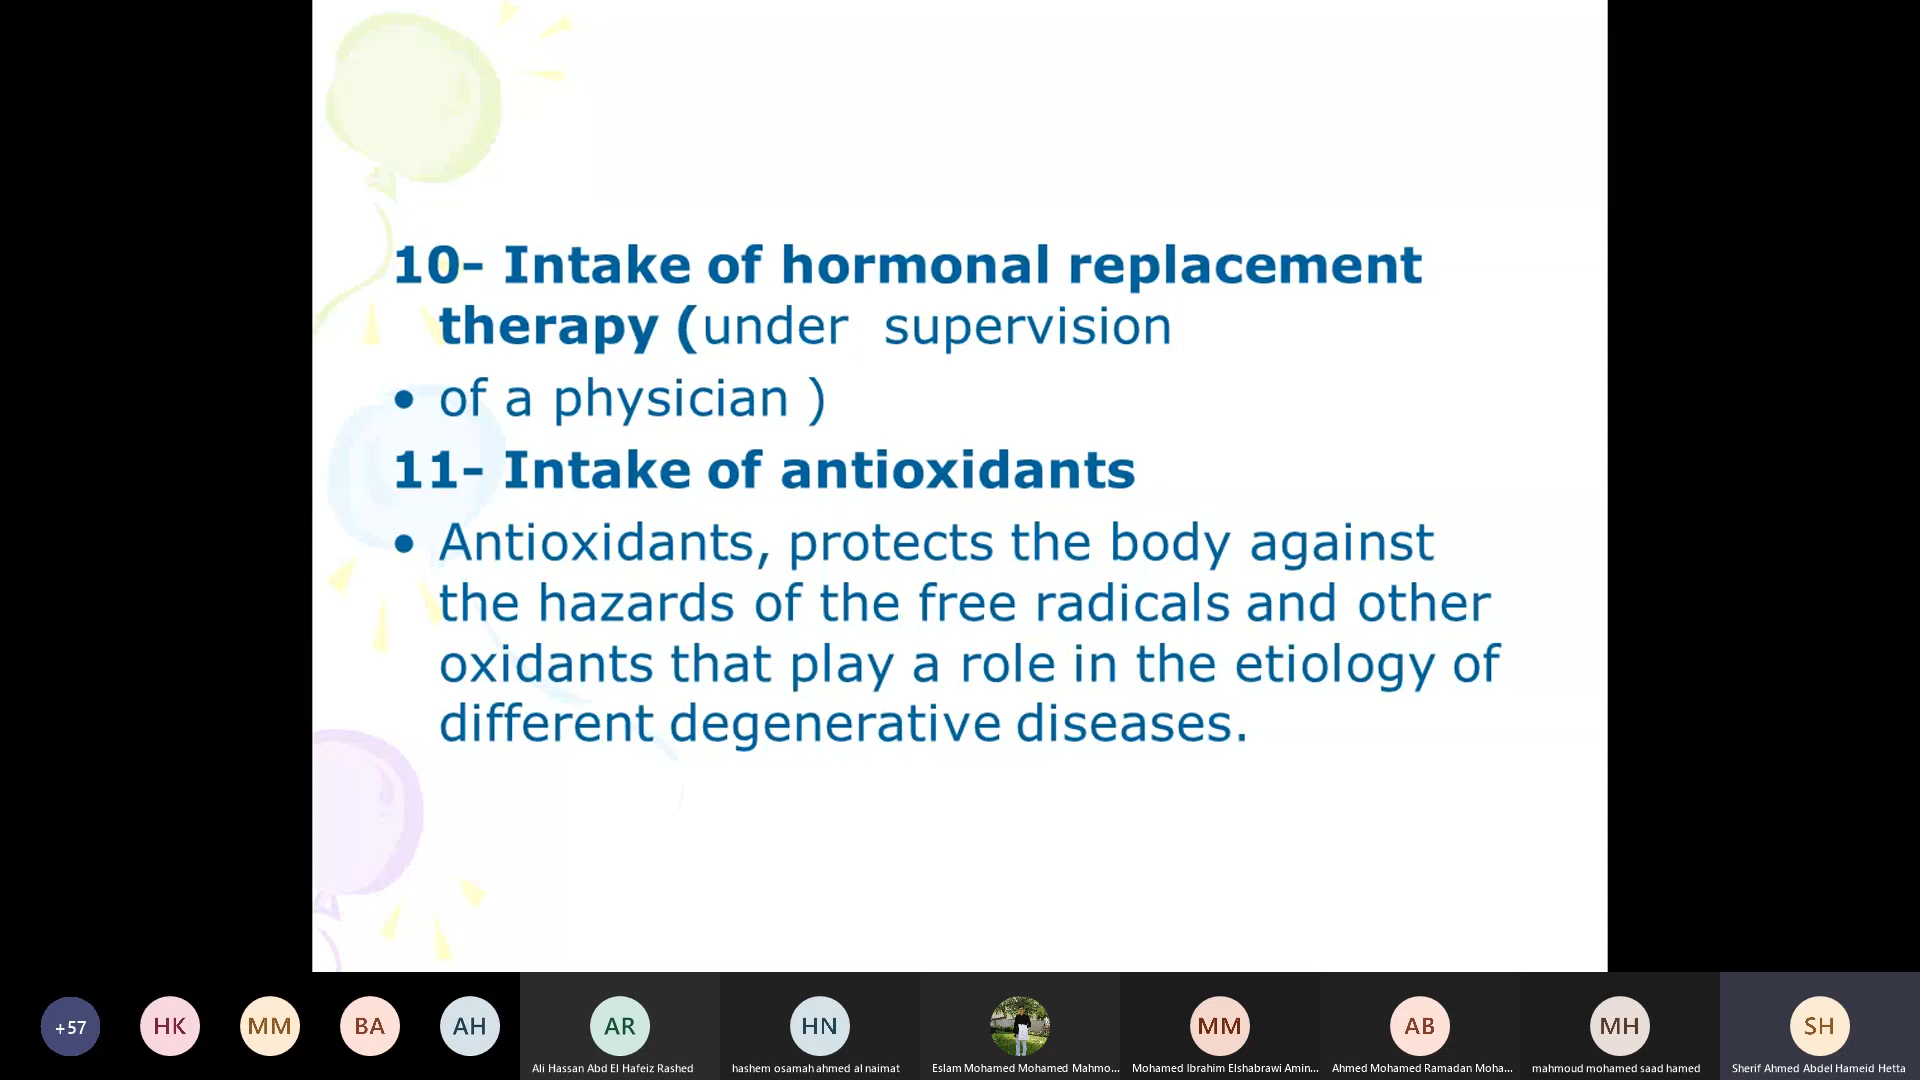 10- Intake of hormonal replacement
therapy (under supervision
• of a physician )
11- Intake of antioxidants
• Antioxidants, protects the body against
the hazards of the free radicals and other
oxidants that play a role in the etiology of
different degenerative diseases.
+57
HK
MM
BA
AH
AR
HN
MM
AB
MH
SH
Ali Hassan Abd El Hafeiz Rashed
hashem osamah ahmed al naimat
Eslam Mohamed Mohamed Mahmo...
Mohamed Ibrahim Elshabrawi Amin...
Ahmed Mohamed Ramadan Moha...
mahmoud mohamed saad hamed
Sherif Ahmed Abdel Hameid Hetta